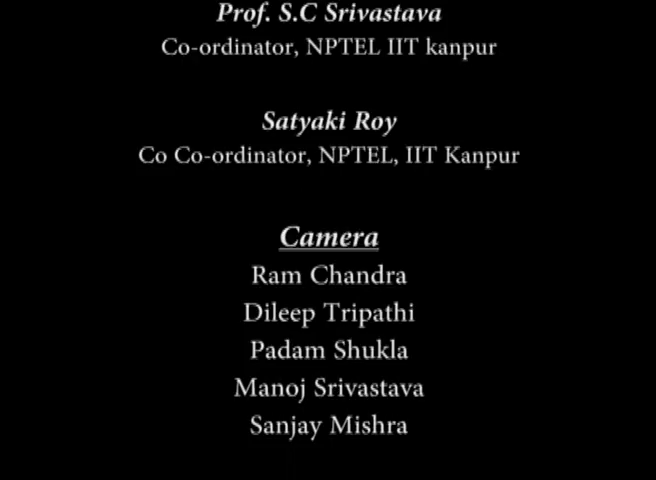 Prof. S.C Srivastava
Co-ordinator, NPTEL IIT kanpur
Satyaki Roy
Co Co-ordinator, NPTEL, IIT Kanpur
Camera
Ram Chandra
Dileep Tripathi
Padam Shukla
Manoj Srivastava
Sanjay Mishra